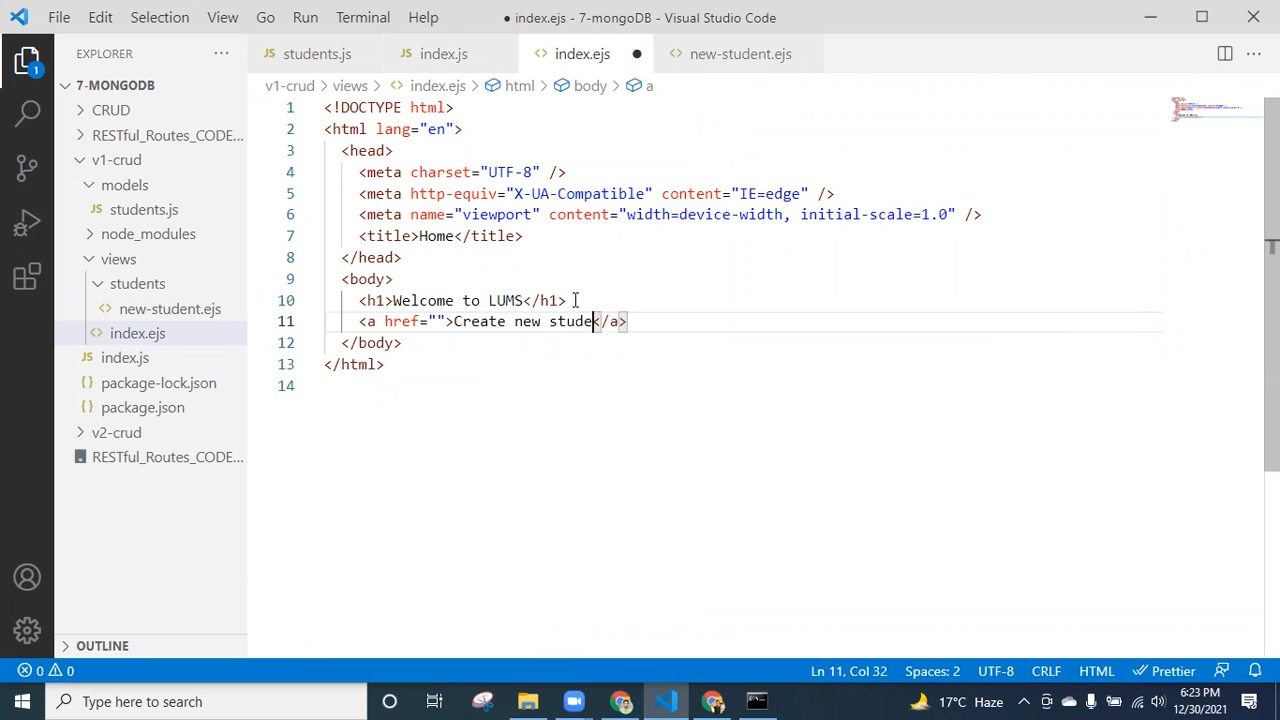 File Edit Selection View Go Run Terminal Help
● index.ejs - 7-mongoDB - Visual Studio Code
EXPLORER
students.js index.js index.ejs new-student.ejs
7-MONGODB
v1-crud > views > index.ejs > html > body > a
CRUD
RESTful_Routes_CODE...
v1-crud
models
students.js
node_modules
views
students
new-student.ejs
index.ejs
index.js
package-lock.json
package.json
v2-crud
RESTful_Routes_CODE...
OUTLINE
1 <!DOCTYPE html>
2 <html lang="en">
3 <head>
4 <meta charset="UTF-8" />
5 <meta http-equiv="X-UA-Compatible" content="IE=edge" />
6 <meta name="viewport" content="width=device-width, initial-scale=1.0" />
7 <title>Home</title>
8 </head>
9 <body>
10 <h1>Welcome to LUMS</h1>
11 <a href="">Create new stude</a>
12 </body>
13 </html>
14
1
0 0 Ln 11, Col 32 Spaces: 2 UTF-8 CRLF HTML Prettier
Type here to search
17°C Haze
6:23 PM
12/30/2021